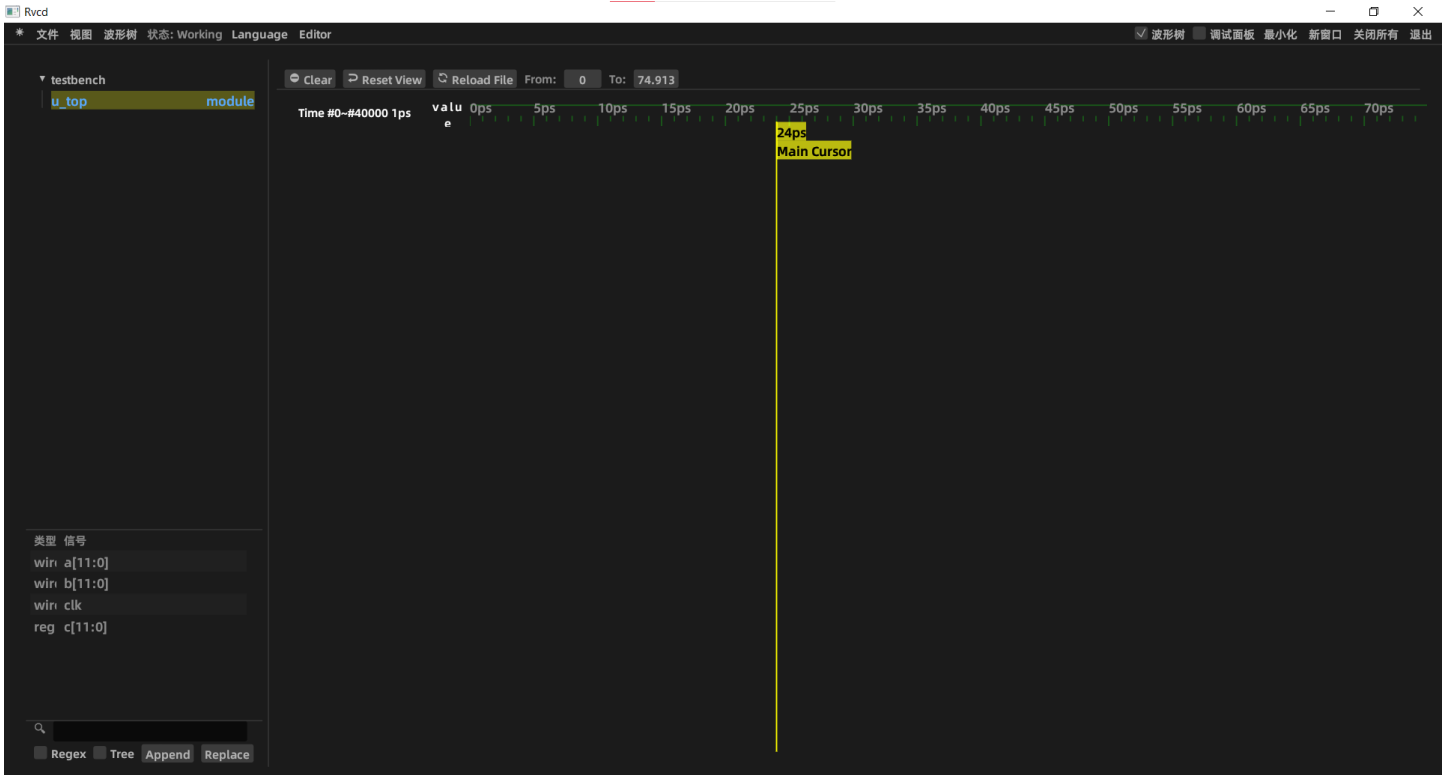 Rvcd
文件 视图 波形树 状态: Working Language Editor 波形树 调试面板 最小化 新窗口 关闭所有 退出
testbench
u_top module
Clear Reset View Reload File From: 0 To: 74.913
Time #0~#40000 1ps
valu
e
0ps 5ps 10ps 15ps 20ps 25ps 30ps 35ps 40ps 45ps 50ps 55ps 60ps 65ps 70ps
24ps
Main Cursor
类型 信号
wir a[11:0]
wir b[11:0]
wir clk
reg c[11:0]
Regex Tree Append Replace